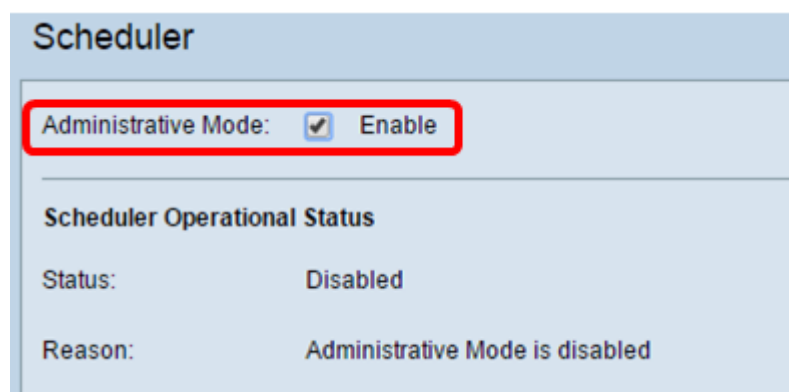 Scheduler
Administrative Mode: Enable
Scheduler Operational Status
Status: Disabled
Reason: Administrative Mode is disabled